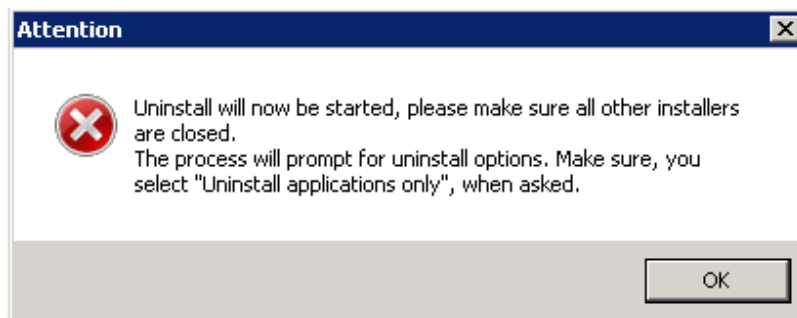 Attention
Uninstall will now be started, please make sure all other installers
are closed.
The process will prompt for uninstall options. Make sure, you
select "Uninstall applications only", when asked.
OK